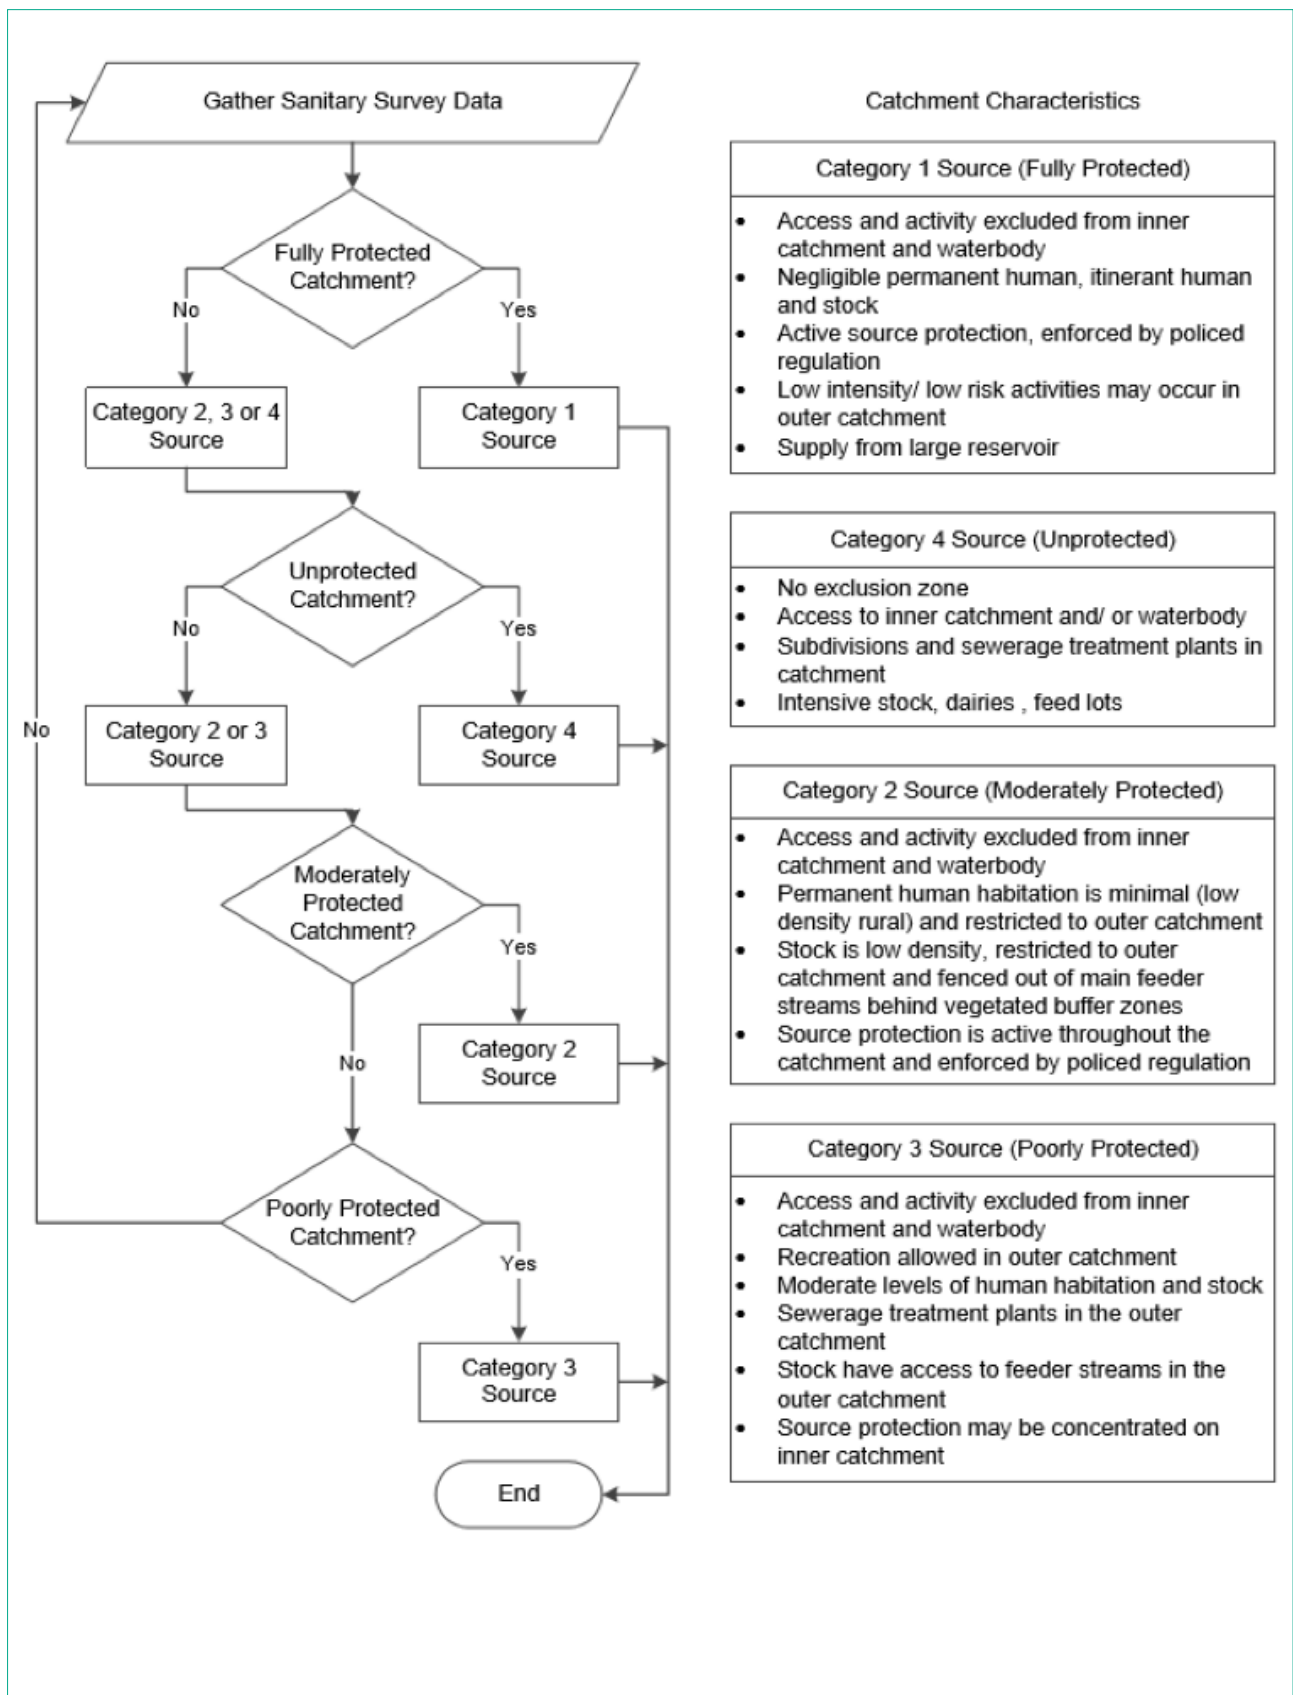 Gather Sanitary Survey Data
Fully Protected
Catchment?
No
Yes
Category 2, 3 or 4
Source
Category 1
Source
Unprotected
Catchment?
No
Yes
Category 2 or 3
Source
Category 4
Source
No
Moderately
Protected
Catchment?
Yes
No
Category 2
Source
Poorly Protected
Catchment?
Yes
Category 3
Source
End
Catchment Characteristics
Category 1 Source (Fully Protected)
• Access and activity excluded from inner
catchment and waterbody
• Negligible permanent human, itinerant human
and stock
• Active source protection, enforced by policed
regulation
• Low intensity/ low risk activities may occur in
outer catchment
• Supply from large reservoir
Category 4 Source (Unprotected)
• No exclusion zone
• Access to inner catchment and/ or waterbody
• Subdivisions and sewerage treatment plants in
catchment
• Intensive stock, dairies , feed lots
Category 2 Source (Moderately Protected)
• Access and activity excluded from inner
catchment and waterbody
• Permanent human habitation is minimal (low
density rural) and restricted to outer catchment
• Stock is low density, restricted to outer
catchment and fenced out of main feeder
streams behind vegetated buffer zones
• Source protection is active throughout the
catchment and enforced by policed regulation
Category 3 Source (Poorly Protected)
• Access and activity excluded from inner
catchment and waterbody
• Recreation allowed in outer catchment
• Moderate levels of human habitation and stock
• Sewerage treatment plants in the outer
catchment
• Stock have access to feeder streams in the
outer catchment
• Source protection may be concentrated on
inner catchment